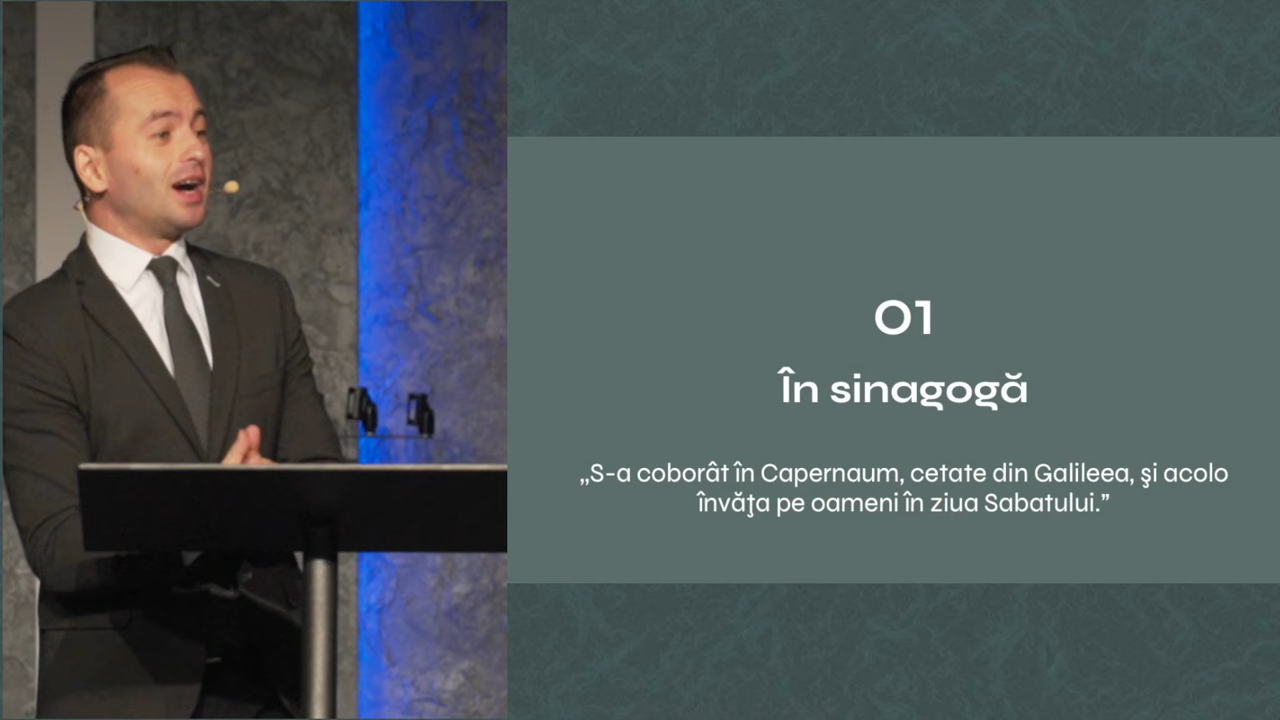 01
În sinagogă
„S-a coborât în Capernaum, cetate din Galileea, şi acolo
învăţa pe oameni în ziua Sabatului.”